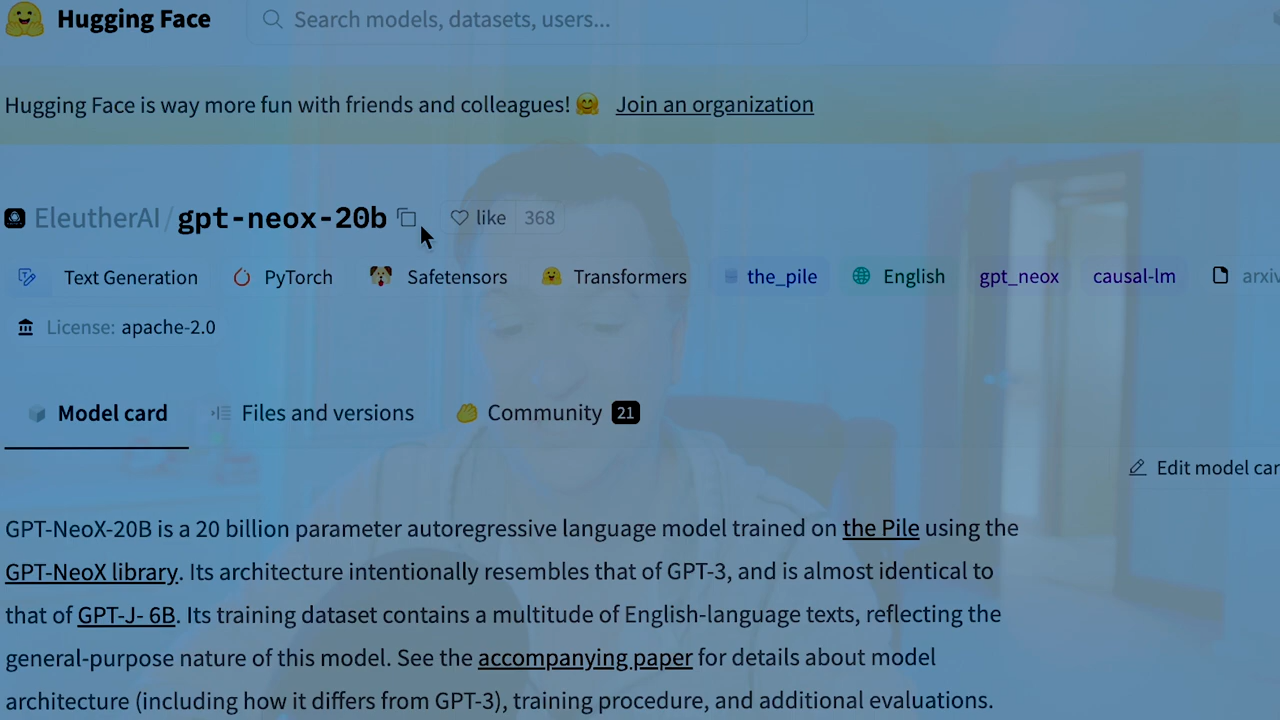 Hugging Face
Search models, datasets, users...
Hugging Face is way more fun with friends and colleagues! 🤗 Join an organization
EleutherAI/gpt-neox-20b like 368
Text Generation PyTorch Safetensors Transformers the_pile English gpt_neox causal-lm arxiv
License: apache-2.0
Model card Files and versions Community 21
Edit model car
GPT-NeoX-20B is a 20 billion parameter autoregressive language model trained on the Pile using the
GPT-NeoX library. Its architecture intentionally resembles that of GPT-3, and is almost identical to
that of GPT-J- 6B. Its training dataset contains a multitude of English-language texts, reflecting the
general-purpose nature of this model. See the accompanying paper for details about model
architecture (including how it differs from GPT-3), training procedure, and additional evaluations.